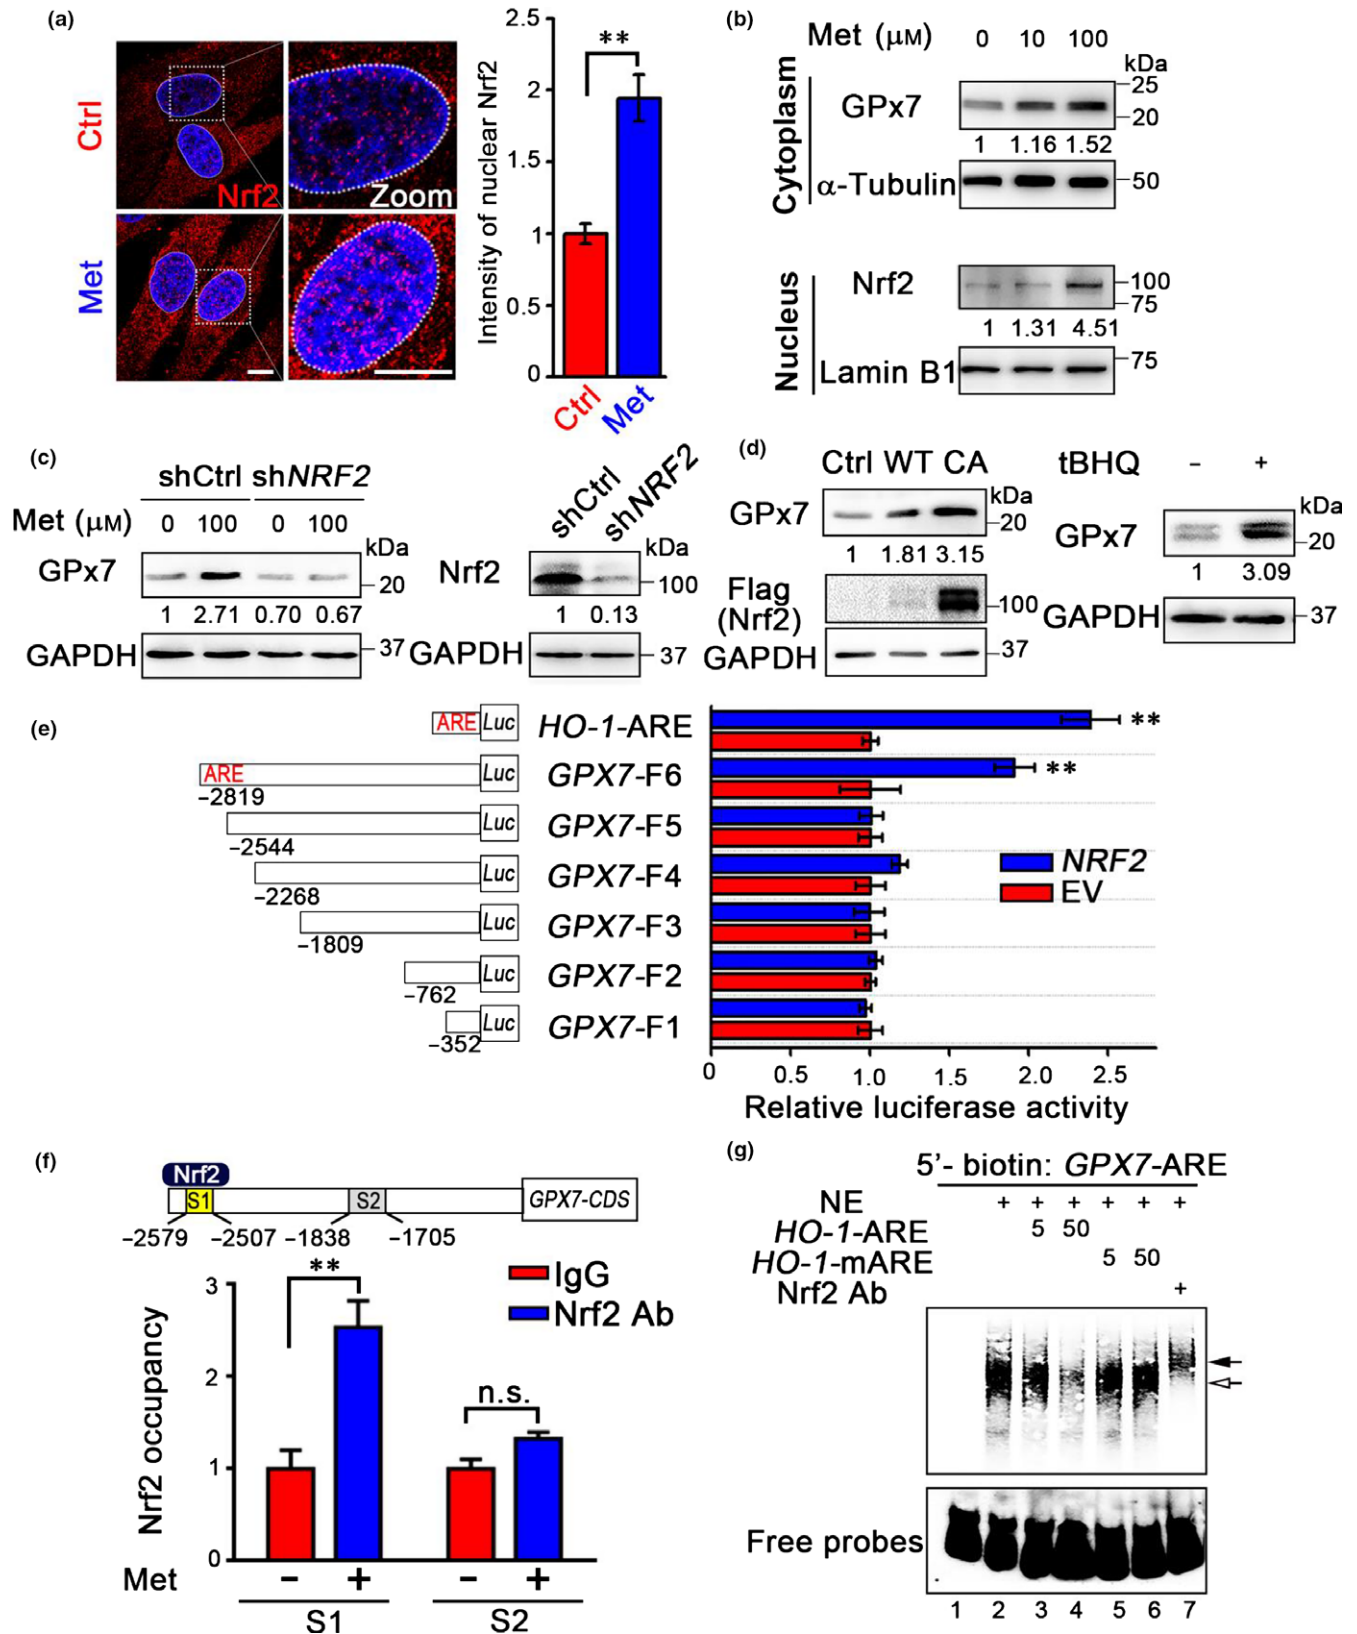 (a)
Ctrl
Met
Nrf2
Zoom
Intensity of nuclear Nrf2
2.5
2
1.5
1
0.5
0
**
Ctrl
Met
(b)
Met (μM) 0 10 100
kDa
Cytoplasm
GPx7
25
20
1 1.16 1.52
α-Tubulin
50
Nucleus
Nrf2
100
75
1 1.31 4.51
Lamin B1
75
(c)
shCtrl shNRF2
Met (μM) 0 100 0 100
kDa
GPx7
20
1 2.71 0.70 0.67
GAPDH
37
shCtrl
shNRF2
kDa
Nrf2
100
1 0.13
GAPDH
37
(d)
Ctrl WT CA
kDa
GPx7
20
1 1.81 3.15
Flag
(Nrf2)
100
GAPDH
37
tBHQ – +
kDa
GPx7
20
1 3.09
GAPDH
37
(e)
ARE Luc HO-1-ARE
**
ARE Luc GPX7-F6
**
–2819
Luc GPX7-F5
–2544
Luc GPX7-F4
–2268
Luc GPX7-F3
–1809
Luc GPX7-F2
–762
Luc GPX7-F1
–352
NRF2
EV
0 0.5 1.0 1.5 2.0 2.5
Relative luciferase activity
(f)
Nrf2
S1 S2 GPX7-CDS
–2579 –2507 –1838 –1705
IgG
Nrf2 Ab
Nrf2 occupancy
3
2
1
0
**
n.s.
Met – + – +
S1 S2
(g)
5'- biotin: GPX7-ARE
NE + + + + + +
HO-1-ARE 5 50
HO-1-mARE 5 50
Nrf2 Ab +
Free probes
1 2 3 4 5 6 7